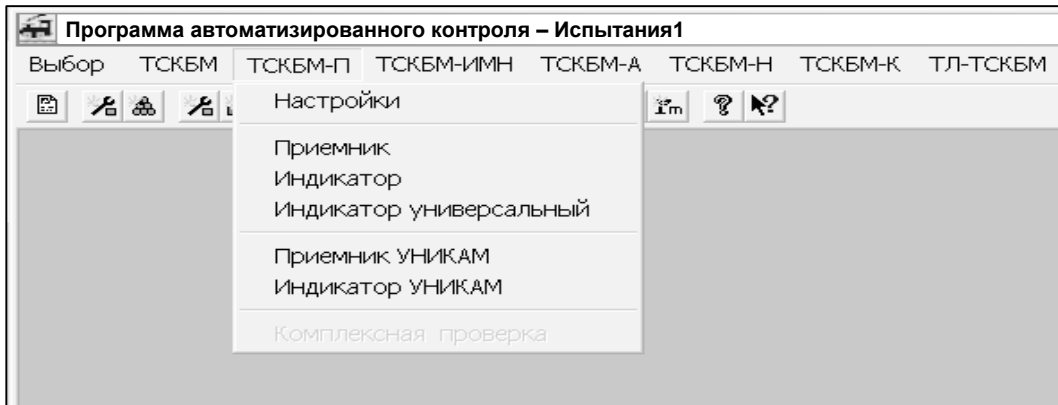 Программа автоматизированного контроля – Испытания1
Выбор ТСКБМ ТСКБМ-П ТСКБМ-ИМН ТСКБМ-А ТСКБМ-Н ТСКБМ-К ТЛ-ТСКБМ
Настройки
Приемник
Индикатор
Индикатор универсальный
Приемник УНИКАМ
Индикатор УНИКАМ
Комплексная проверка